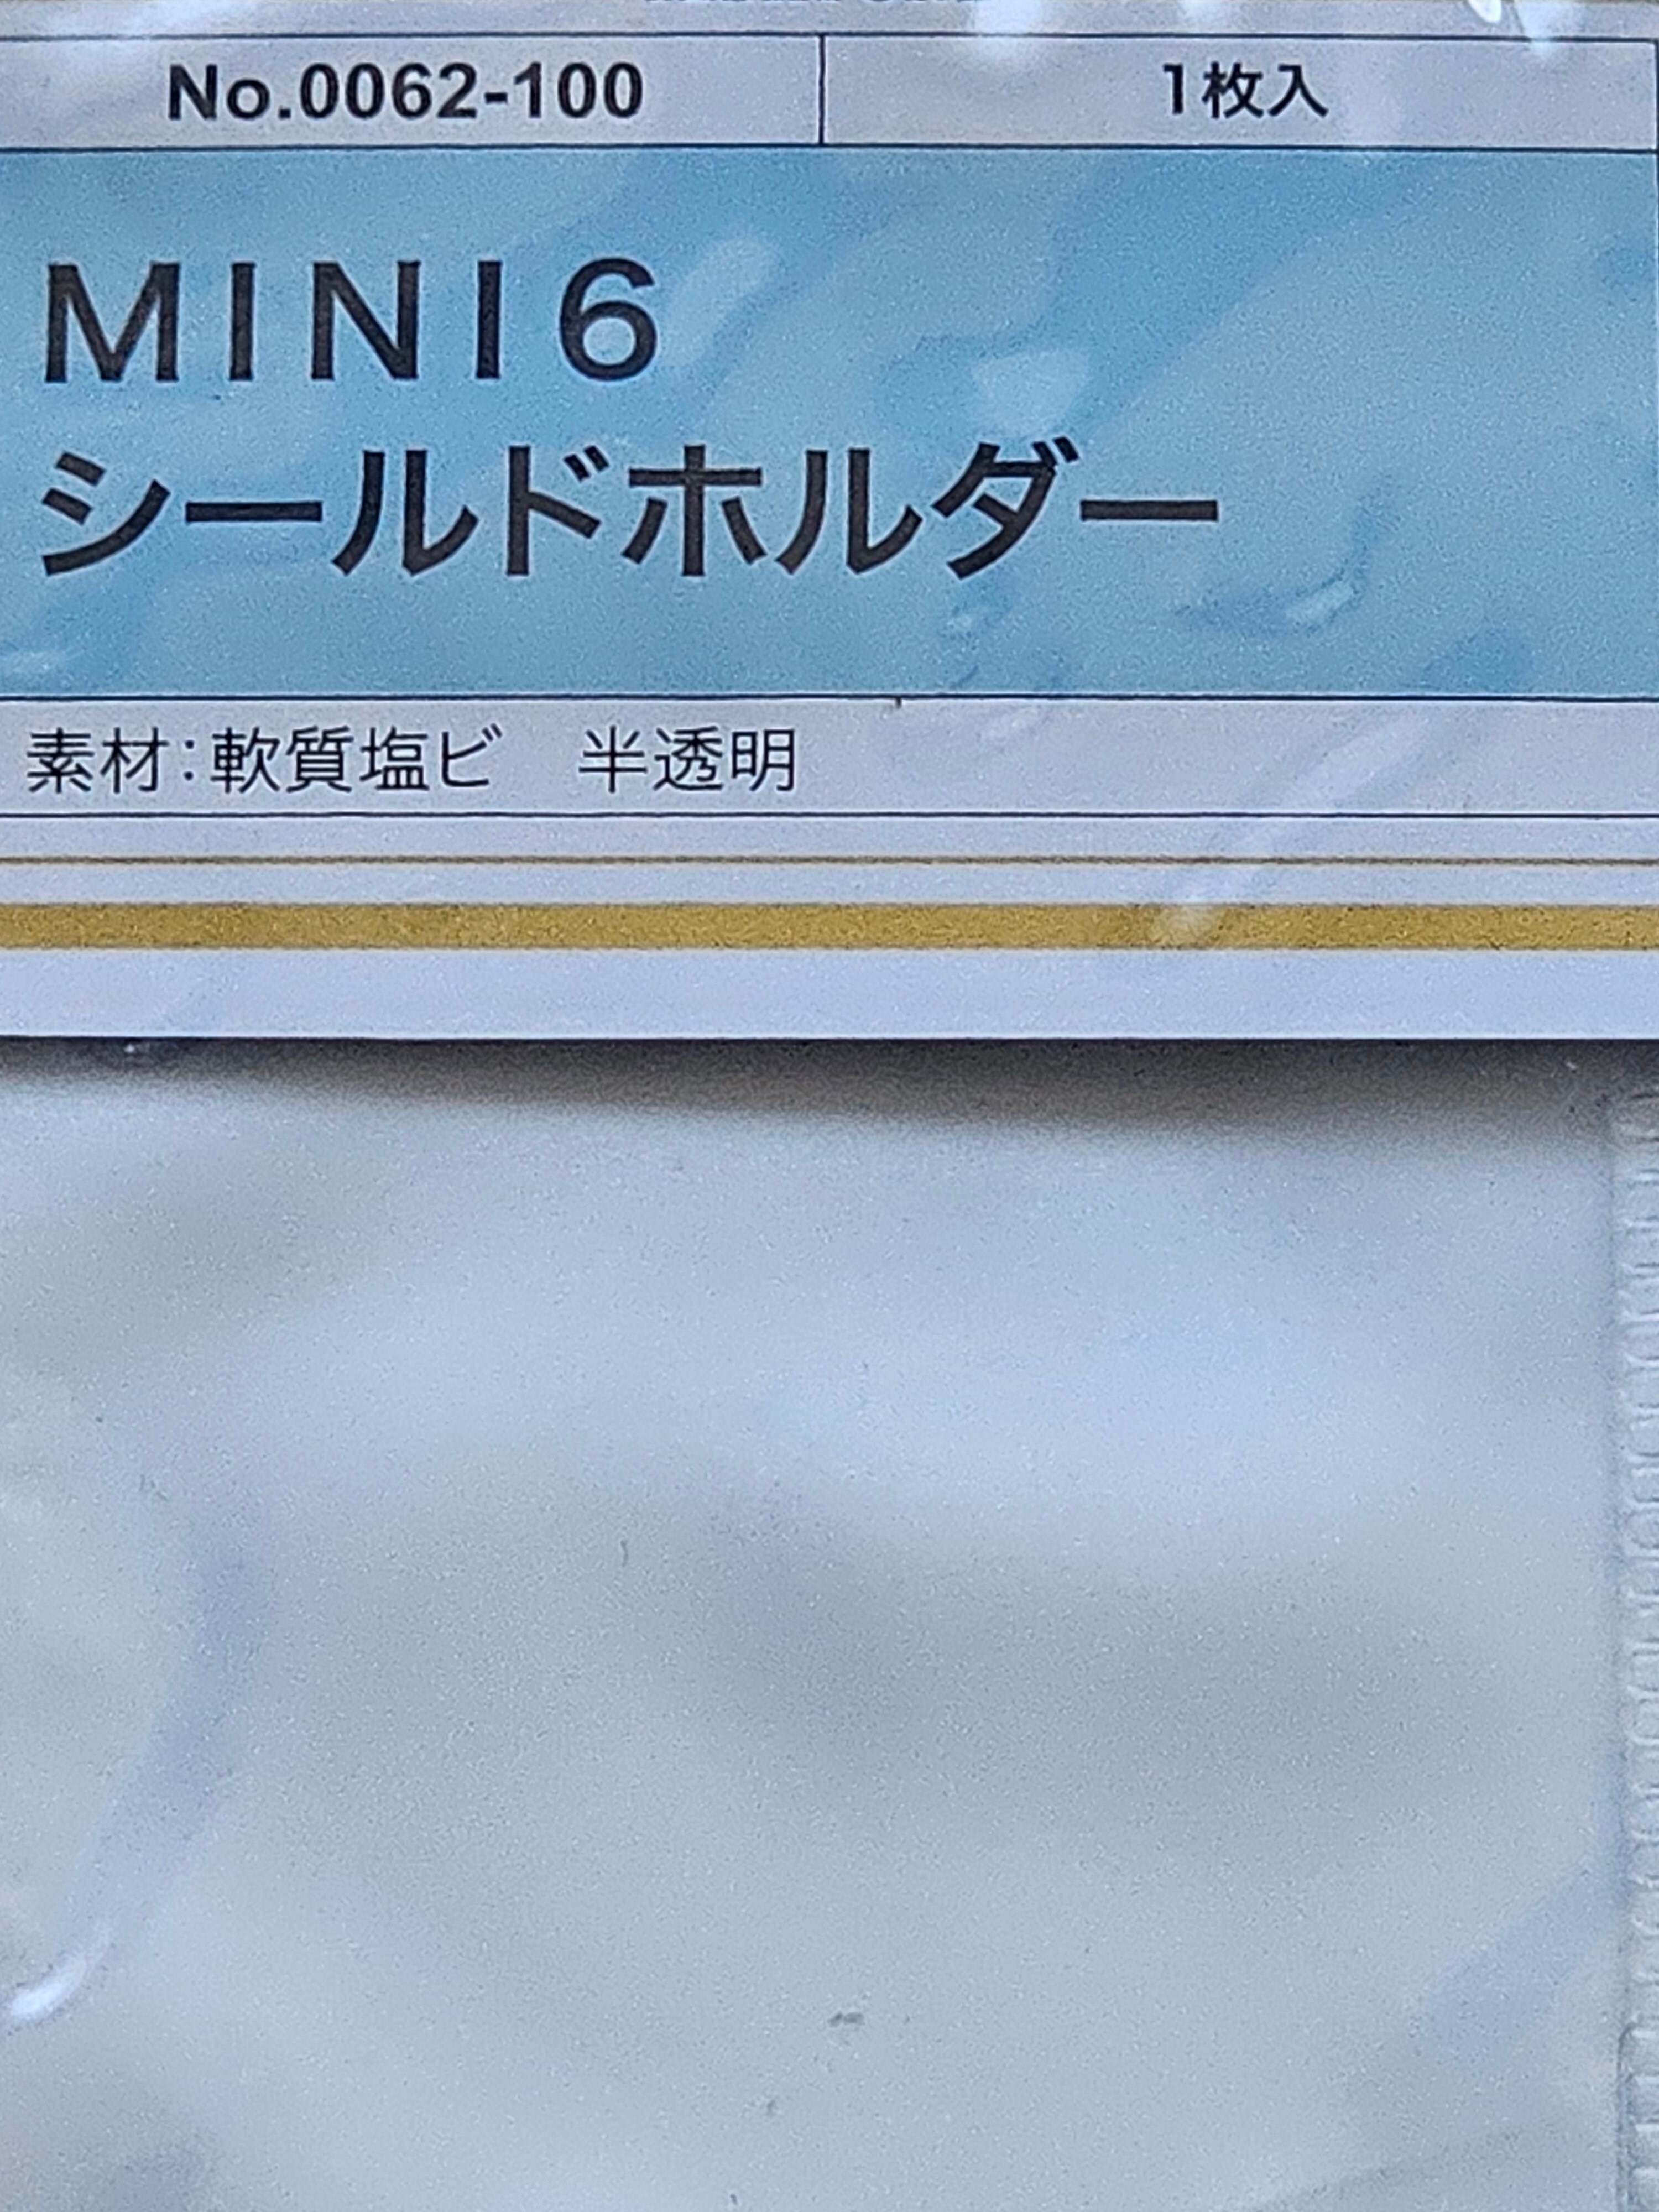 No.0062-100
1枚入
MINI6
シールドホルダー
素材:軟質塩ビ　半透明